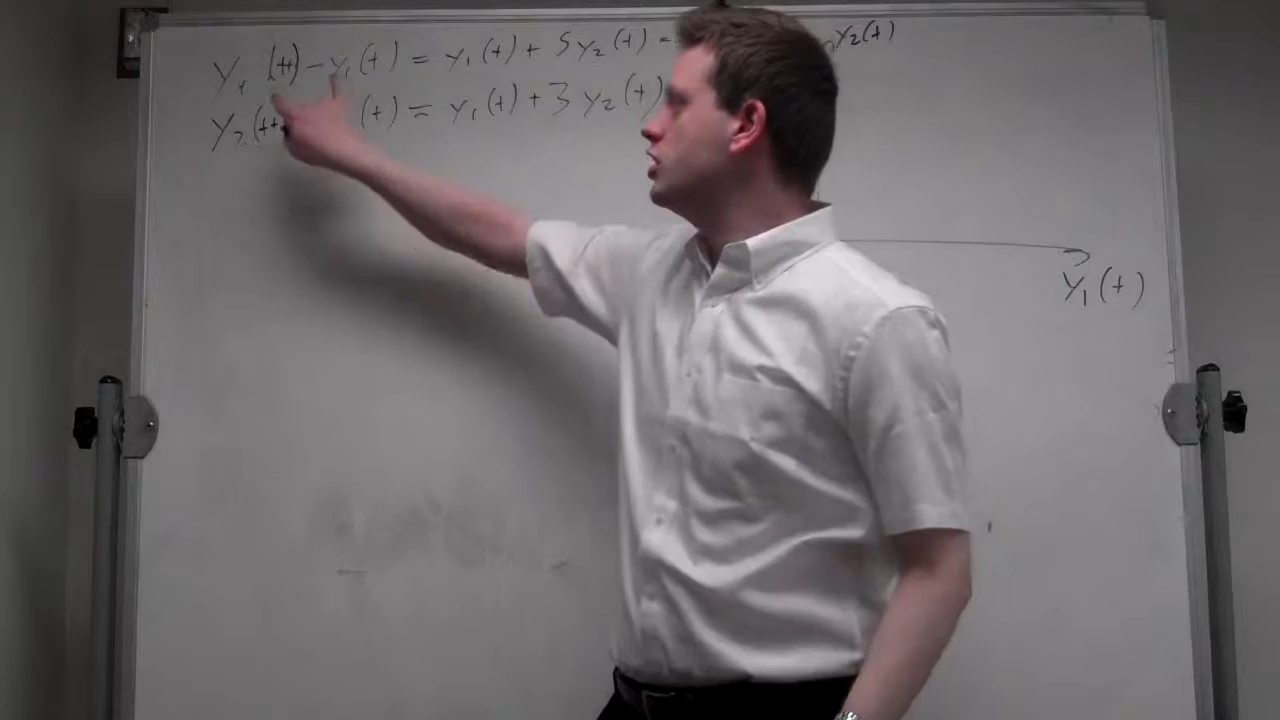 y₁ (t+) - y₁(t) = y₁(t) + 5 y₂(t) = y₂(t)
y₂(t+ (t) = y₁(t) + 3 y₂(t)
y₁(t)